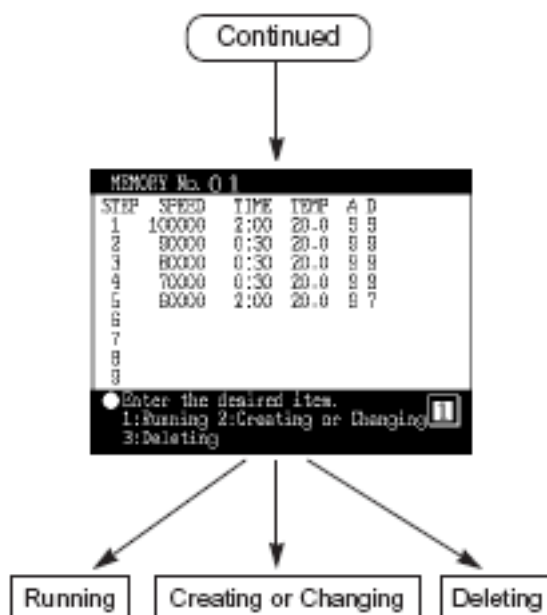 Continued
MEMORY No. 01
STEP SPEED TIME TEMP A D
1 100000 2:00 20.0 9 9
2 90000 0:30 20.0 9 9
3 80000 0:30 20.0 9 9
4 70000 0:30 20.0 9 9
5 60000 2:00 20.0 9 7
6
7
8
9
Enter the desired item.
1:Running 2:Creating or Changing 1
3:Deleting
Running Creating or Changing Deleting